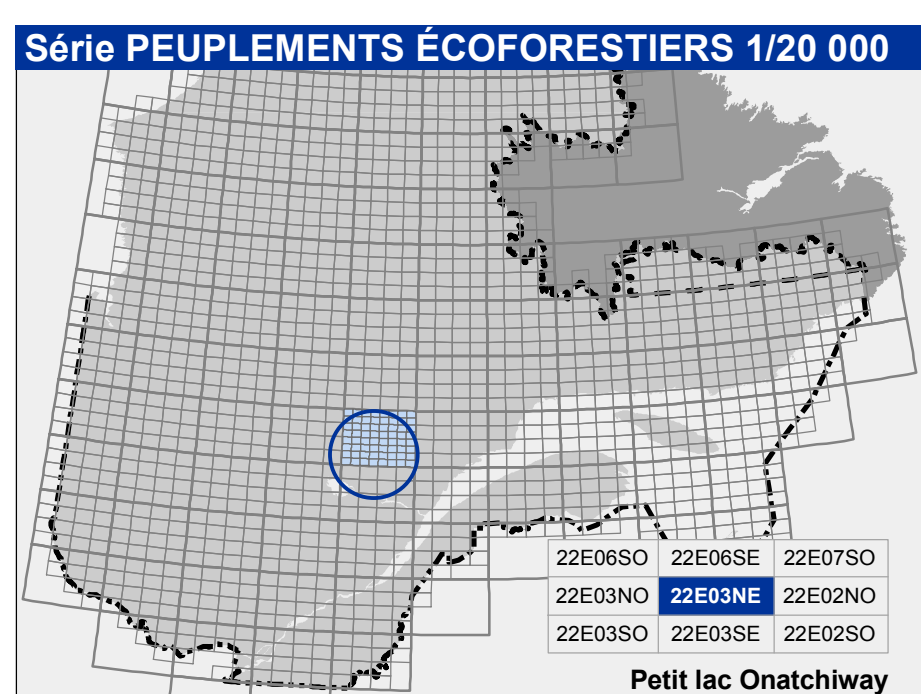 Série PEUPLEMENTS ÉCOFORESTIERS 1/20 000
22E06SO 22E06SE 22E07SO
22E03NO 22E03NE 22E02NO
22E03SO 22E03SE 22E02SO
Petit lac Onatchiway